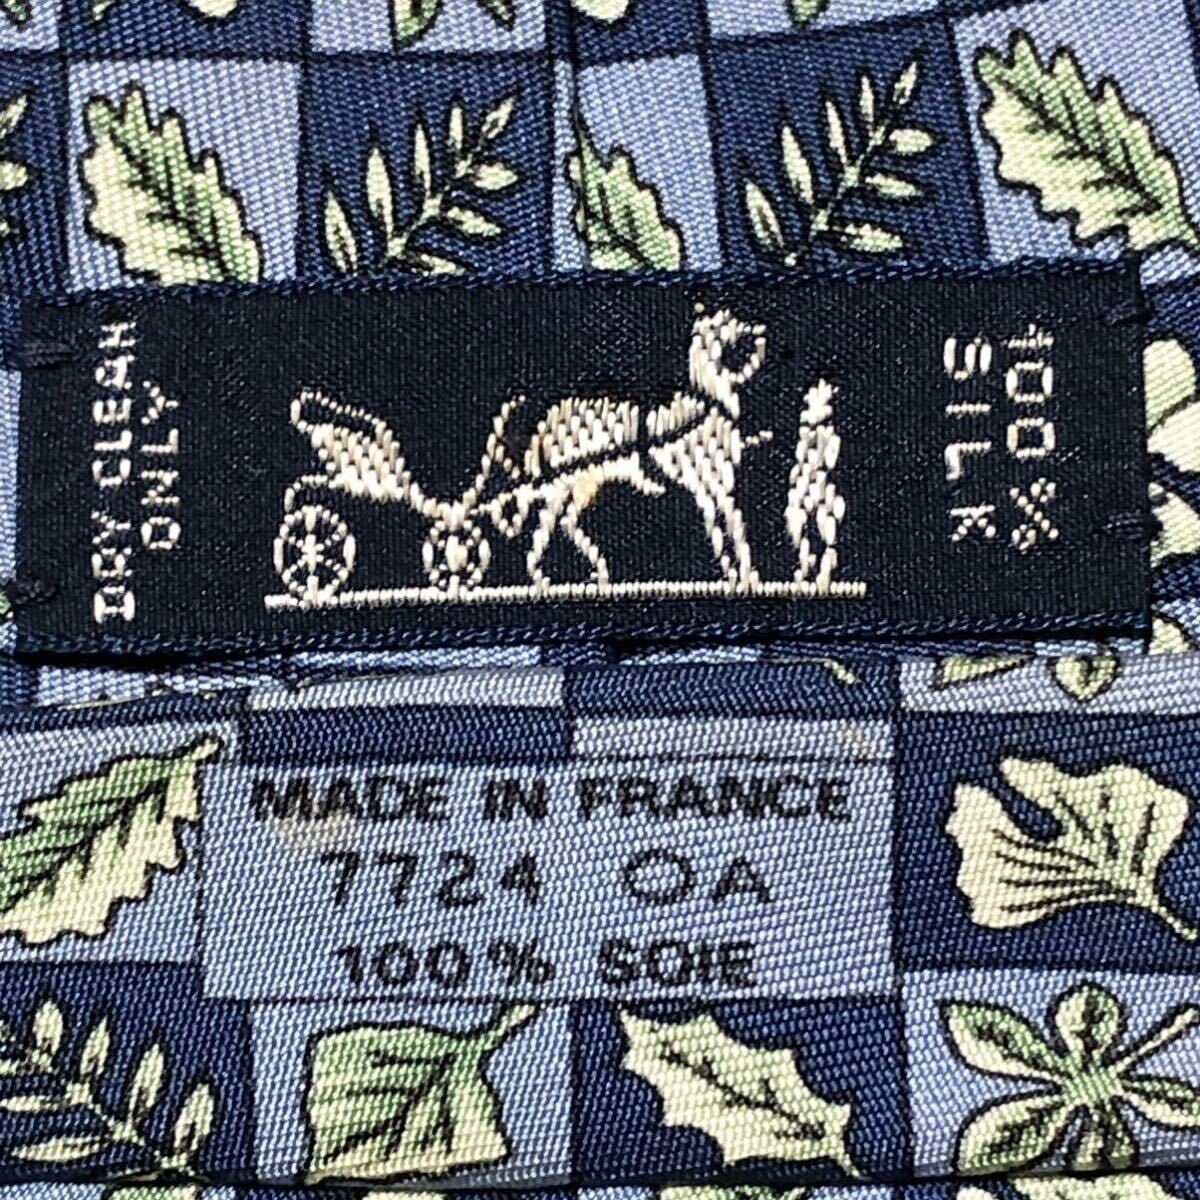 DRY CLEAN
ONLY
100%
SILK
MADE IN FRANCE
7724 OA
100% SOIE